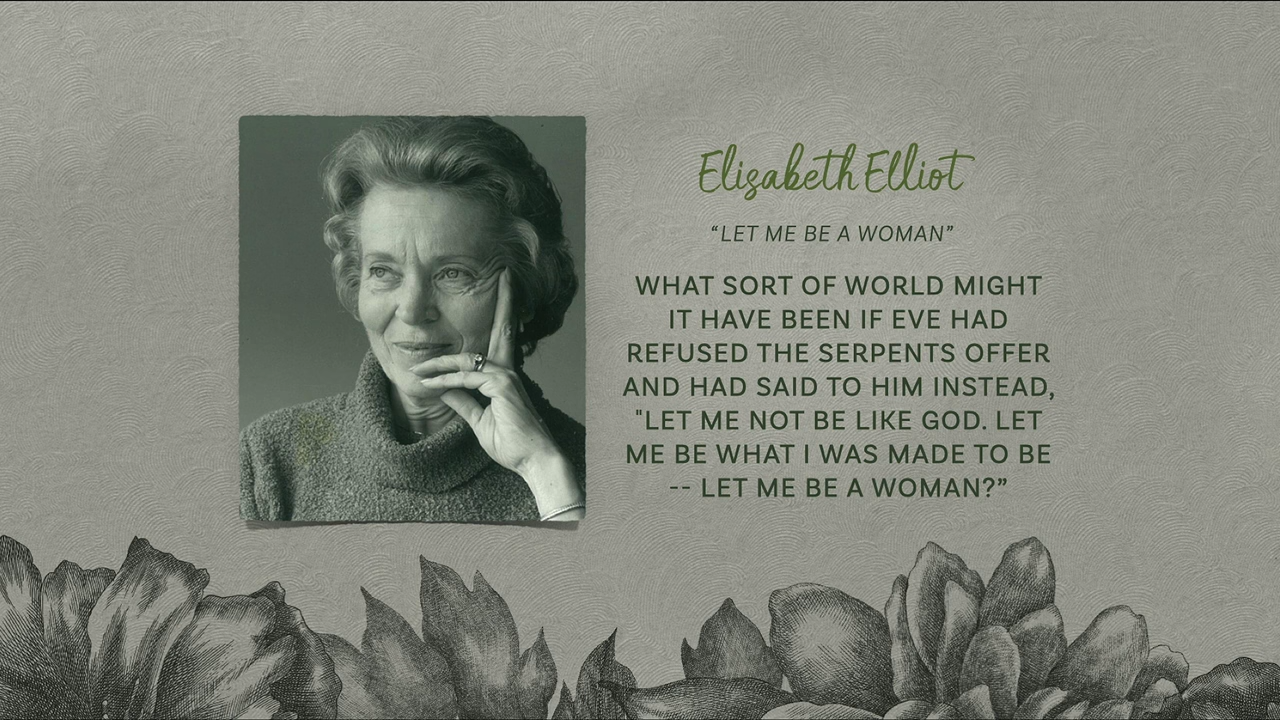 Elisabeth Elliot
“LET ME BE A WOMAN”
WHAT SORT OF WORLD MIGHT
IT HAVE BEEN IF EVE HAD
REFUSED THE SERPENTS OFFER
AND HAD SAID TO HIM INSTEAD,
"LET ME NOT BE LIKE GOD. LET
ME BE WHAT I WAS MADE TO BE
-- LET ME BE A WOMAN?”